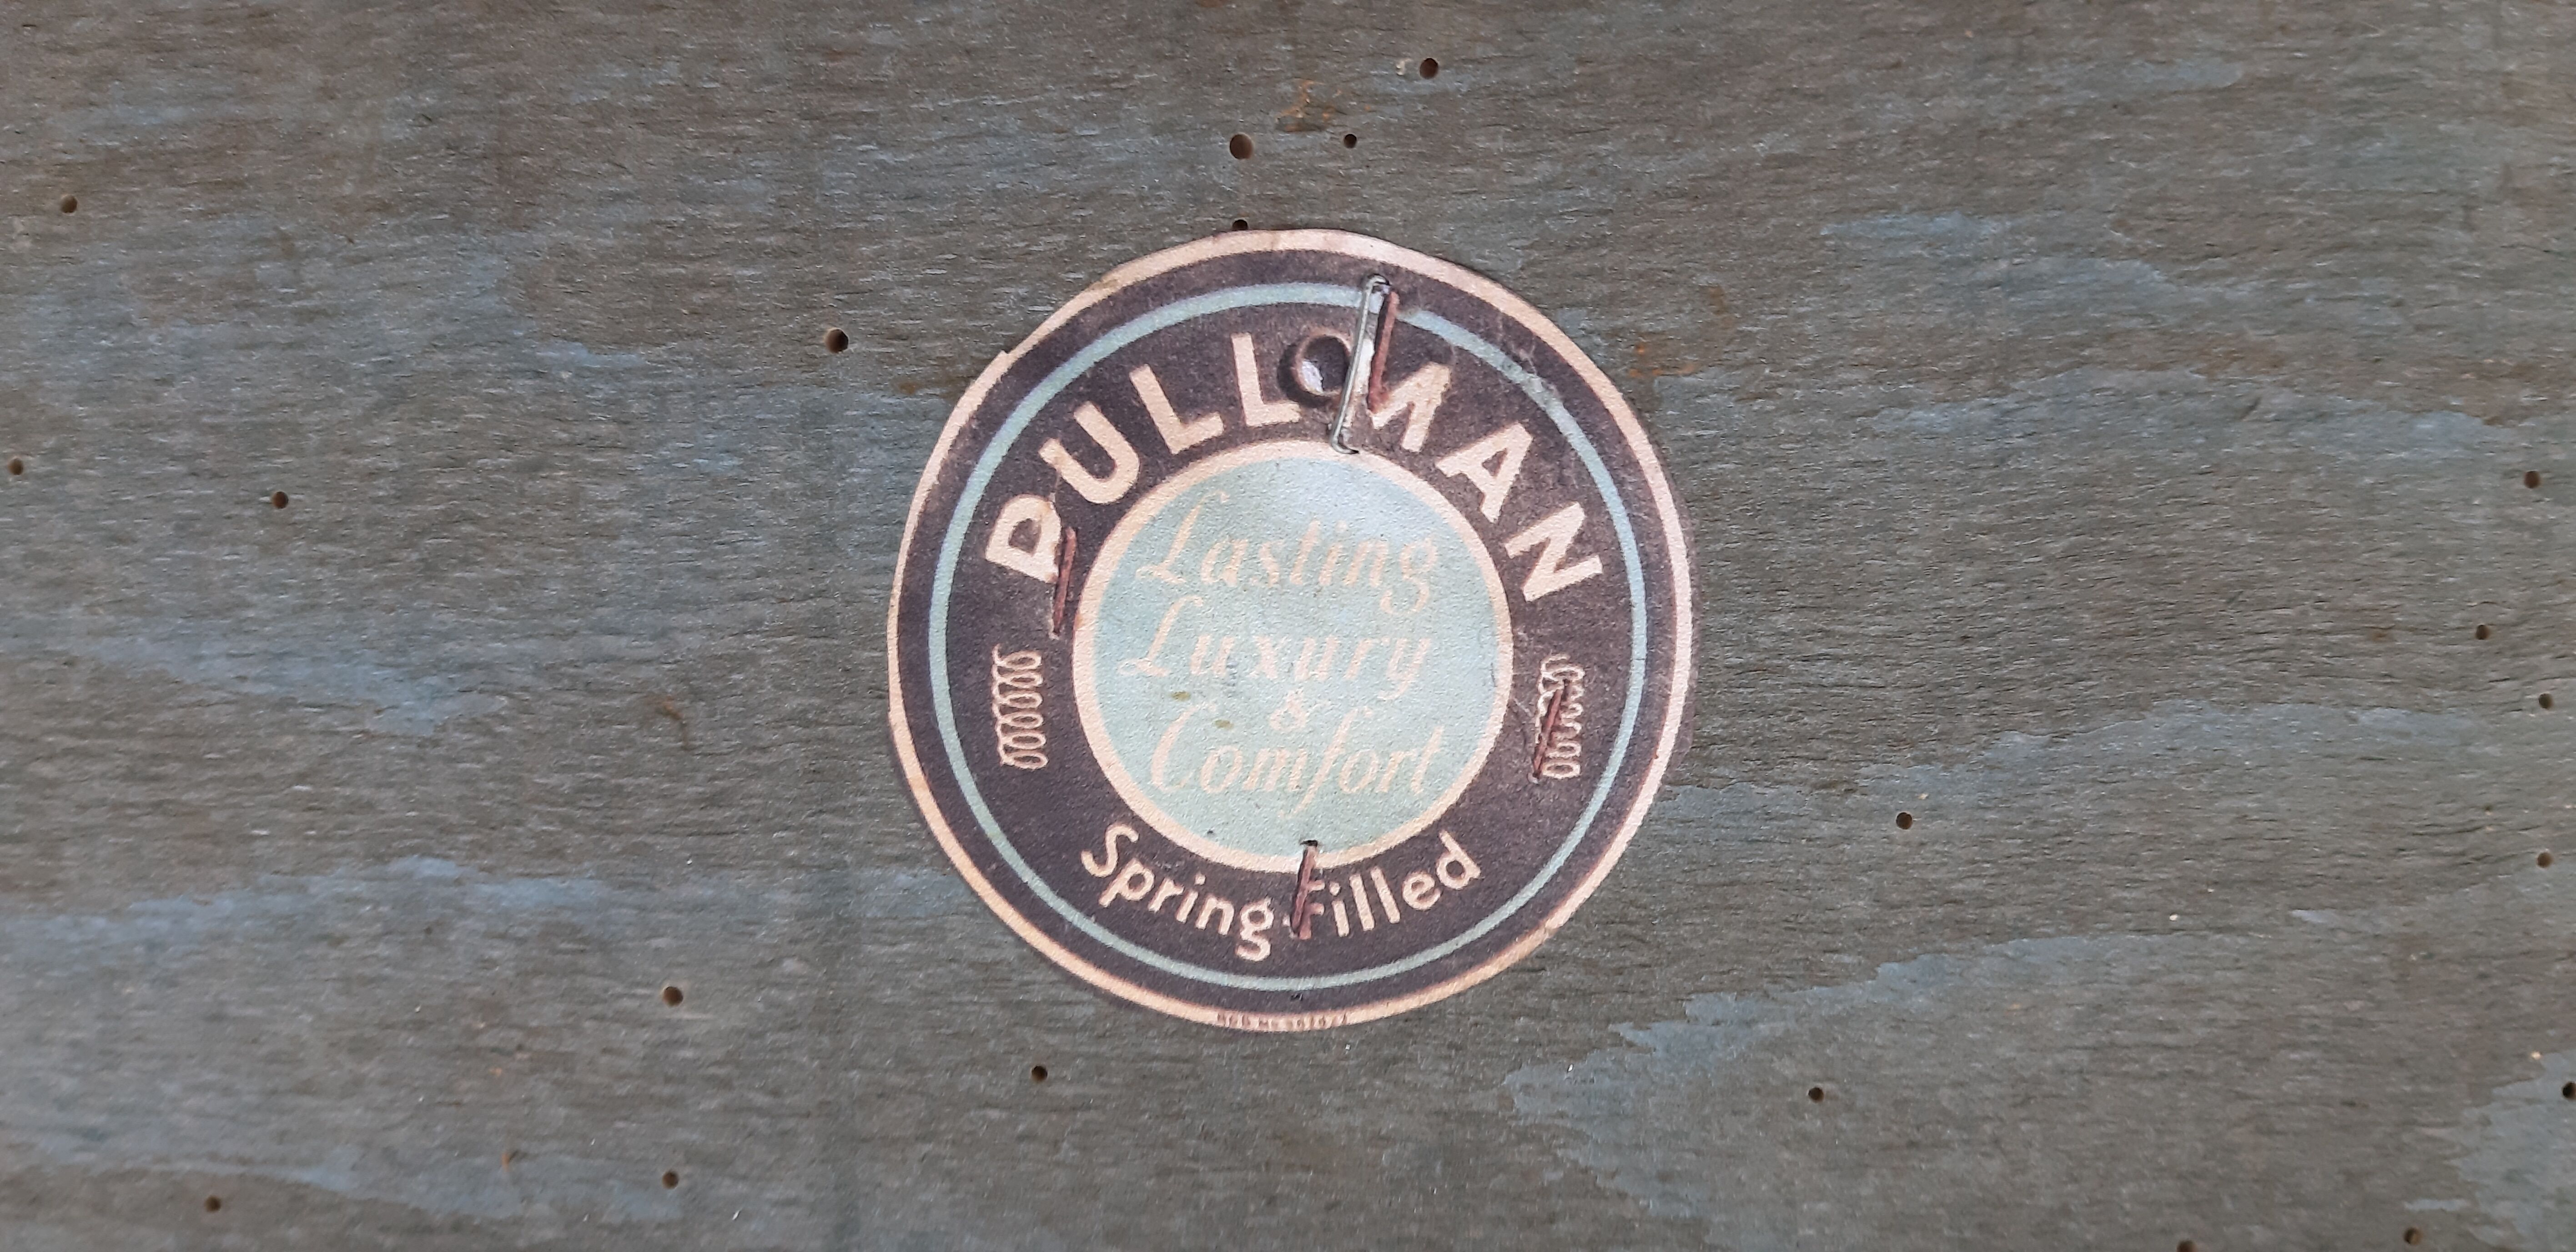 PULLMAN
Lasting
Luxury
&
Comfort
Spring-Filled